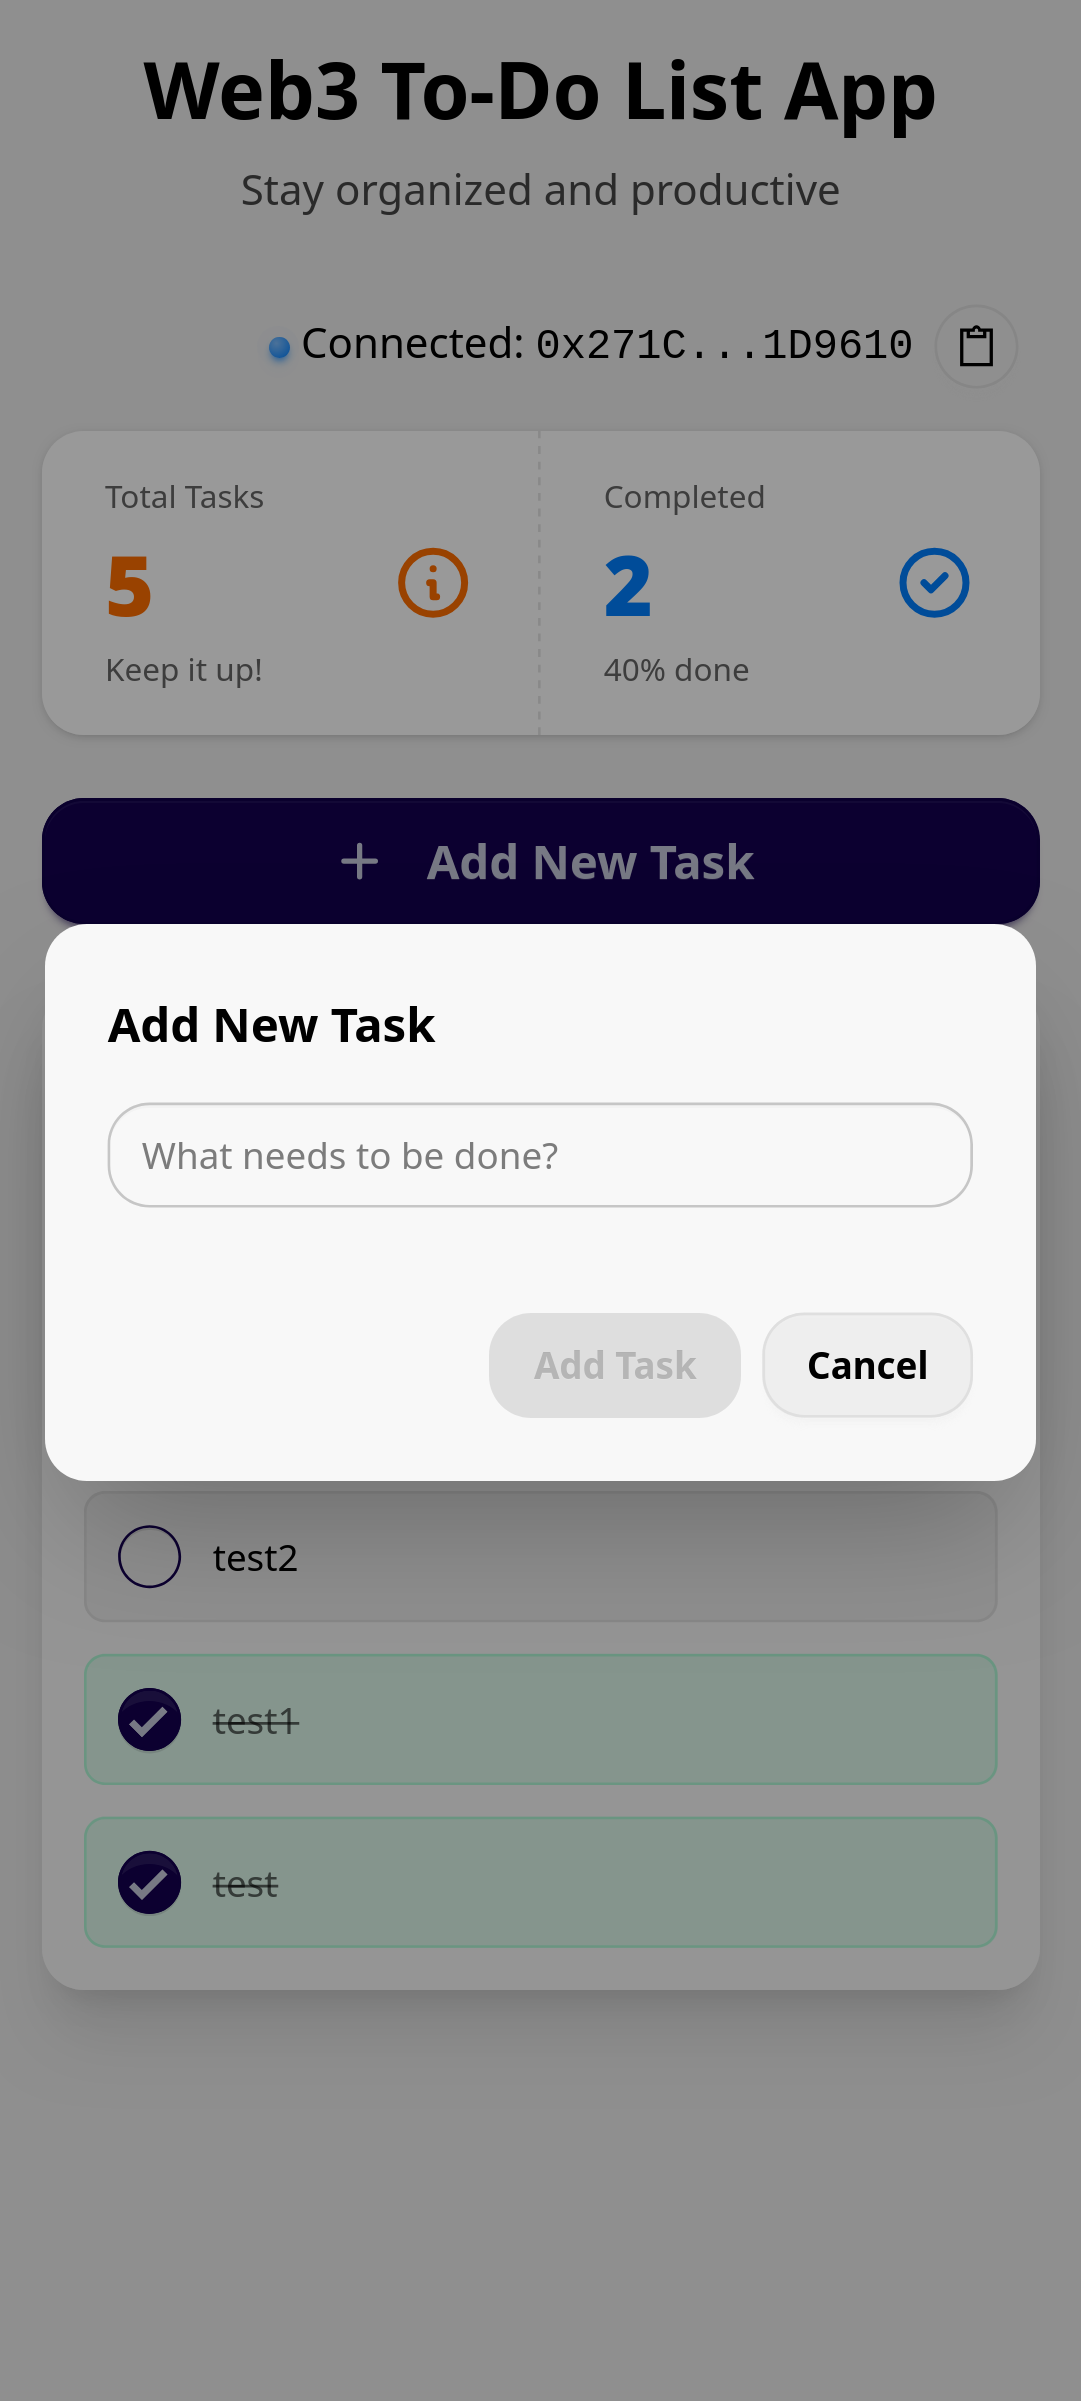 Web3 To-Do List App
Stay organized and productive
Connected: 0x271C...1D9610
Total Tasks
5
Keep it up!
Completed
2
40% done
Add New Task
Add New Task
What needs to be done?
Add Task
Cancel
test2
test1
test